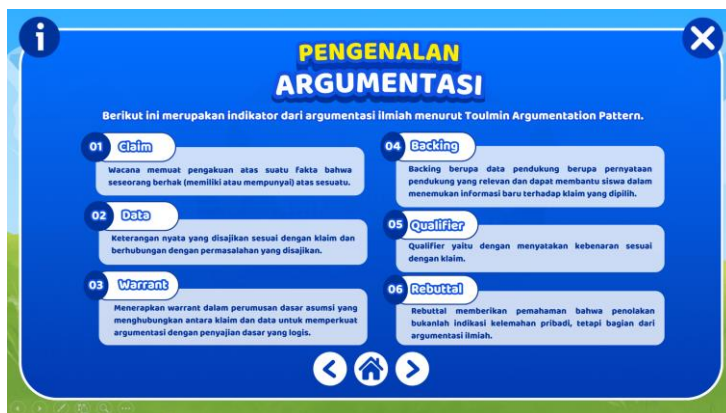 i
X
PENGENALAN
ARGUMENTASI
Berikut ini merupakan indikator dari argumentasi ilmiah menurut Toulmin Argumentation Pattern.
01 Claim
Wacana memuat pengakuan atas suatu fakta bahwa
seseorang berhak (memiliki atau mempunyai) atas sesuatu.
02 Data
Keterangan nyata yang disajikan sesuai dengan klaim dan
berhubungan dengan permasalahan yang disajikan.
03 Warrant
Menerapkan warrant dalam perumusan dasar asumsi yang
menghubungkan antara klaim dan data untuk memperkuat
argumentasi dengan penyajian dasar yang logis.
04 Backing
Backing berupa data pendukung berupa pernyataan
pendukung yang relevan dan dapat membantu siswa dalam
menemukan informasi baru terhadap klaim yang dipilih.
05 Qualifier
Qualifier yaitu dengan menyatakan kebenaran sesuai
dengan klaim.
06 Rebuttal
Rebuttal memberikan pemahaman bahwa penolakan
bukanlah indikasi kelemahan pribadi, tetapi bagian dari
argumentasi ilmiah.